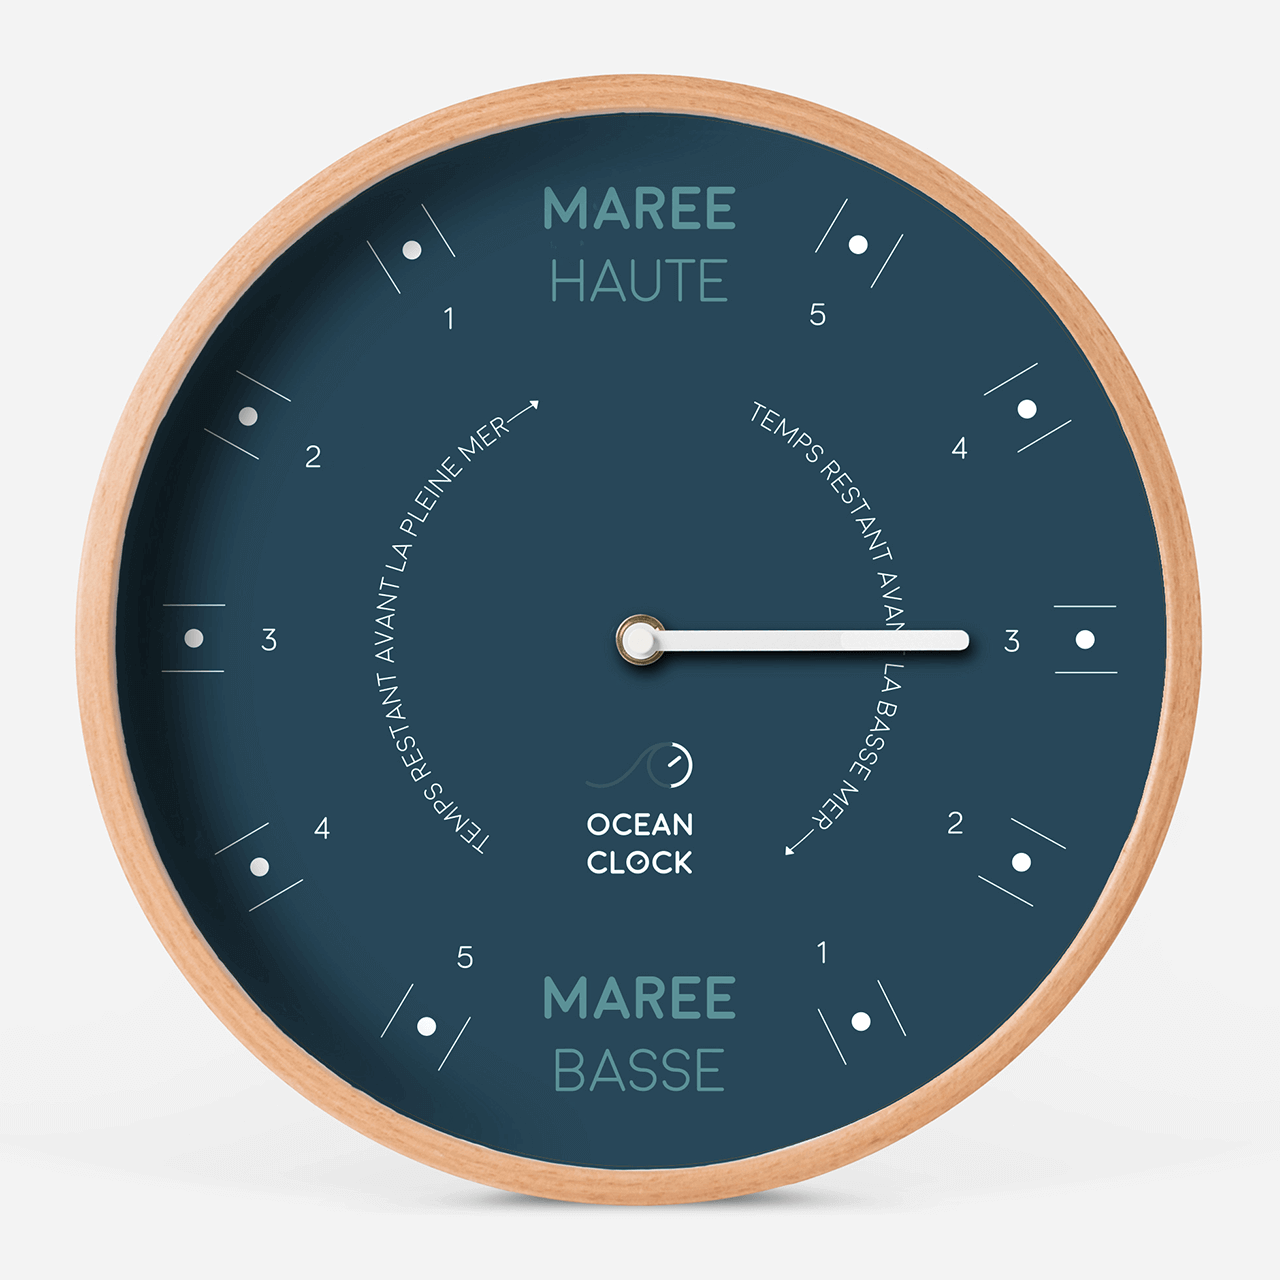 MAREE
HAUTE
1
5
2
4
TEMPS RESTANT AVANT LA PLEINE MER
TEMPS RESTANT AVAN LA BASSE MER
3
3
4
2
OCEAN
CLOCK
5
1
MAREE
BASSE